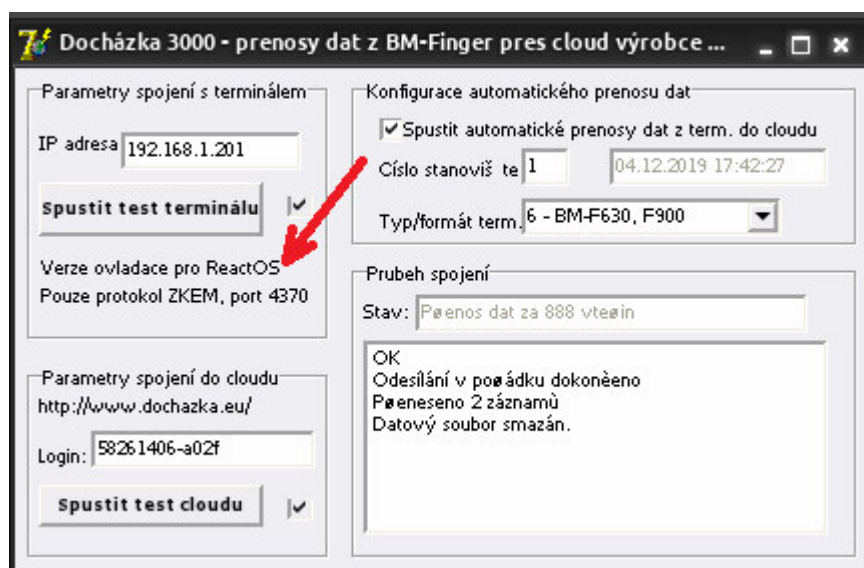 Docházka 3000 - prenosy dat z BM-Finger pres cloud výrobce ...
Parametry spojení s terminálem
IP adresa 192.168.1.201
Spustit test terminálu
Verze ovladace pro ReactOS
Pouze protokol ZKEM, port 4370
Parametry spojení do cloudu
http://www.dochazka.eu/
Login: 58261406-a02f
Spustit test cloudu
Konfigurace automatického prenosu dat
Spustit automatické prenosy dat z term. do cloudu
Císlo stanoviš te 1 04.12.2019 17:42:27
Typ/formát term. 6 - BM-F630, F900
Prubeh spojení
Stav: Pøenos dat za 888 vteøin
OK
Odesílání v poøádku dokonèeno
Pøeneseno 2 záznamù
Datový soubor smazán.